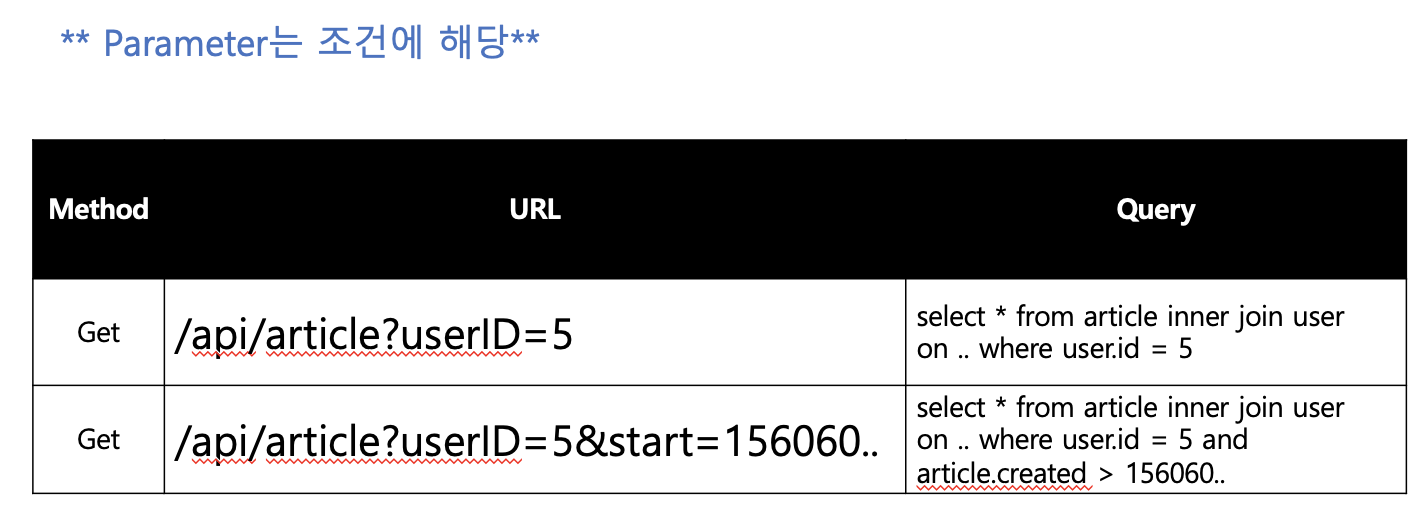 ** Parameter는 조건에 해당**
Method
URL
Query
Get
/api/article?userID=5
select * from article inner join user
on .. where user.id = 5
Get
/api/article?userID=5&start=156060..
select * from article inner join user
on .. where user.id = 5 and
article.created > 156060..